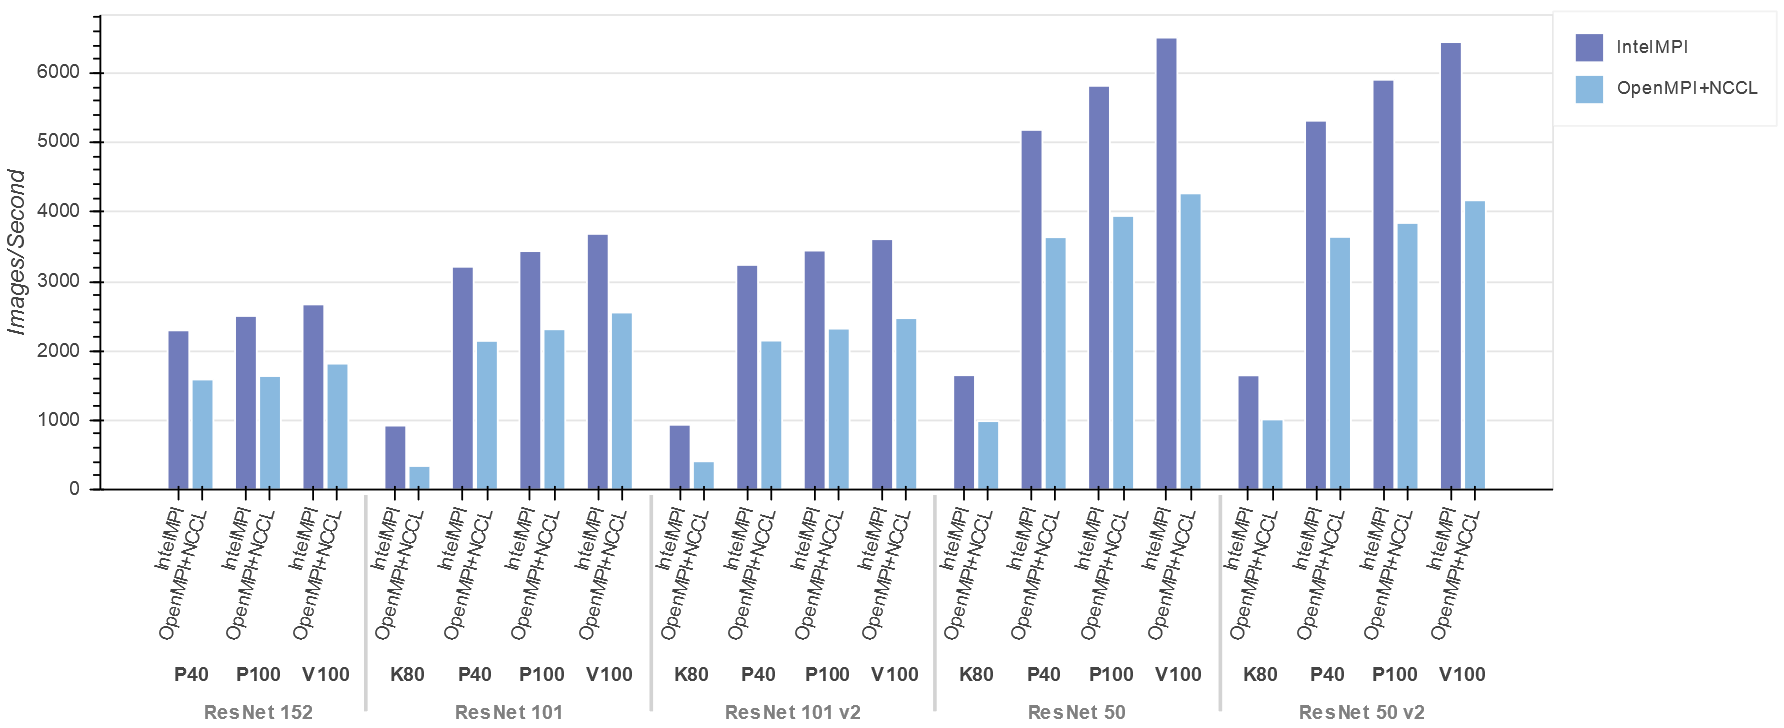 IntelMPI
OpenMPI+NCCL
Images/Second
6000
5000
4000
3000
2000
1000
0
IntelMPI OpenMPI+NCCL IntelMPI OpenMPI+NCCL IntelMPI OpenMPI+NCCL IntelMPI OpenMPI+NCCL IntelMPI OpenMPI+NCCL IntelMPI OpenMPI+NCCL IntelMPI OpenMPI+NCCL IntelMPI OpenMPI+NCCL IntelMPI OpenMPI+NCCL IntelMPI OpenMPI+NCCL IntelMPI OpenMPI+NCCL IntelMPI OpenMPI+NCCL IntelMPI OpenMPI+NCCL IntelMPI OpenMPI+NCCL IntelMPI OpenMPI+NCCL IntelMPI OpenMPI+NCCL IntelMPI OpenMPI+NCCL IntelMPI OpenMPI+NCCL IntelMPI OpenMPI+NCCL
P40 P100 V100 K80 P40 P100 V100 K80 P40 P100 V100 K80 P40 P100 V100 K80 P40 P100 V100
ResNet 152 ResNet 101 ResNet 101 v2 ResNet 50 ResNet 50 v2